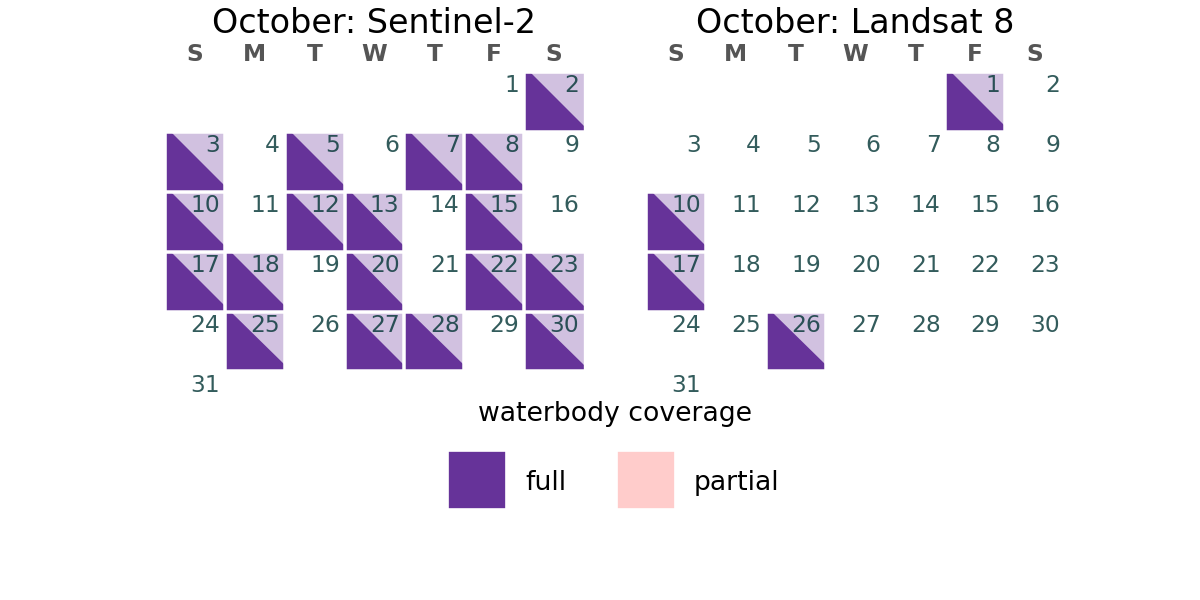 October: Sentinel-2
S M T W T F S
1 2
3 4 5 6 7 8 9
10 11 12 13 14 15 16
17 18 19 20 21 22 23
24 25 26 27 28 29 30
31
October: Landsat 8
S M T W T F S
1 2
3 4 5 6 7 8 9
10 11 12 13 14 15 16
17 18 19 20 21 22 23
24 25 26 27 28 29 30
31
waterbody coverage
full partial